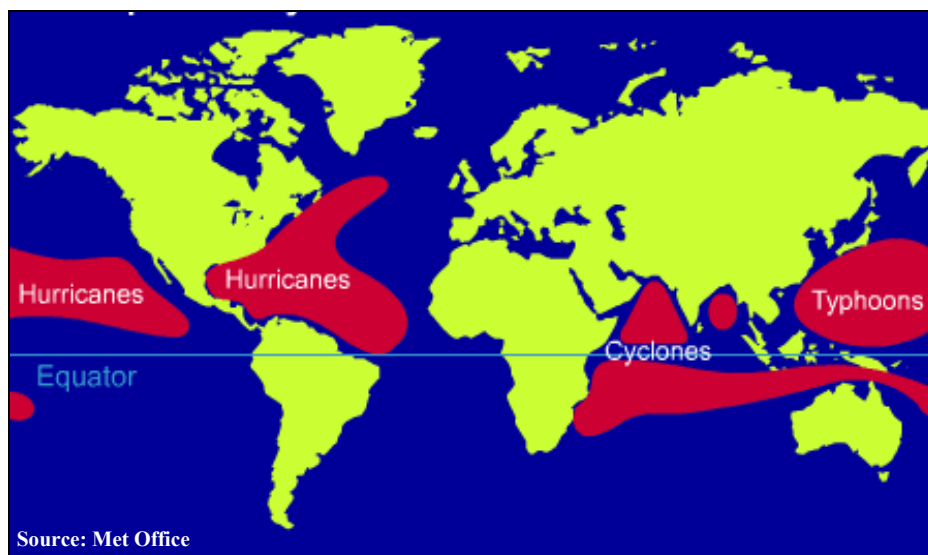 Hurricanes
Hurricanes
Typhoons
Cyclones
Equator
Source: Met Office